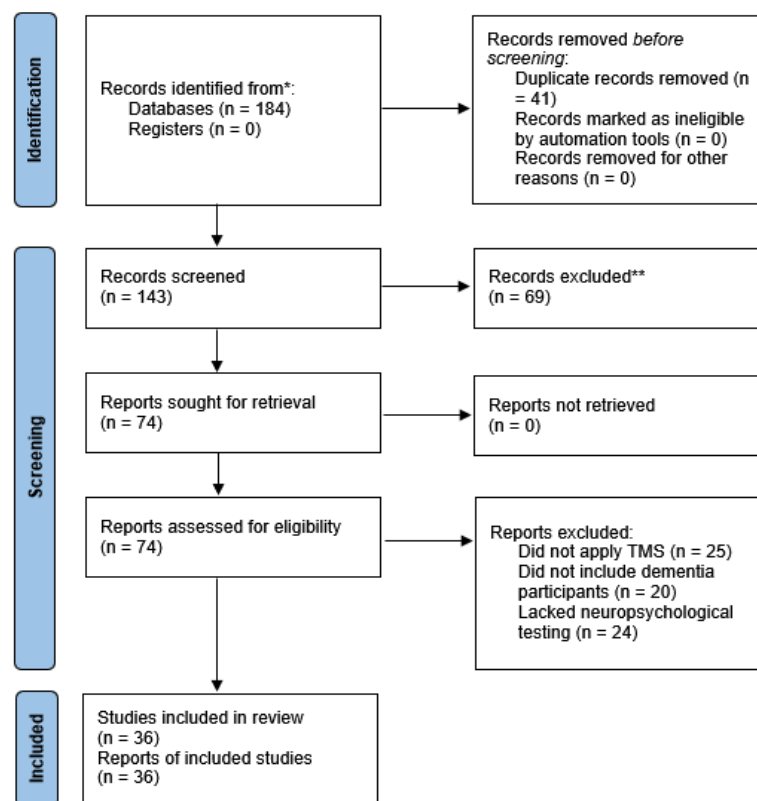 Identification
Records identified from*:
Databases (n = 184)
Registers (n = 0)
Records removed before
screening:
Duplicate records removed (n
= 41)
Records marked as ineligible
by automation tools (n = 0)
Records removed for other
reasons (n = 0)
Screening
Records screened
(n = 143)
Records excluded**
(n = 69)
Reports sought for retrieval
(n = 74)
Reports not retrieved
(n = 0)
Reports assessed for eligibility
(n = 74)
Reports excluded:
Did not apply TMS (n = 25)
Did not include dementia
participants (n = 20)
Lacked neuropsychological
testing (n = 24)
Included
Studies included in review
(n = 36)
Reports of included studies
(n = 36)